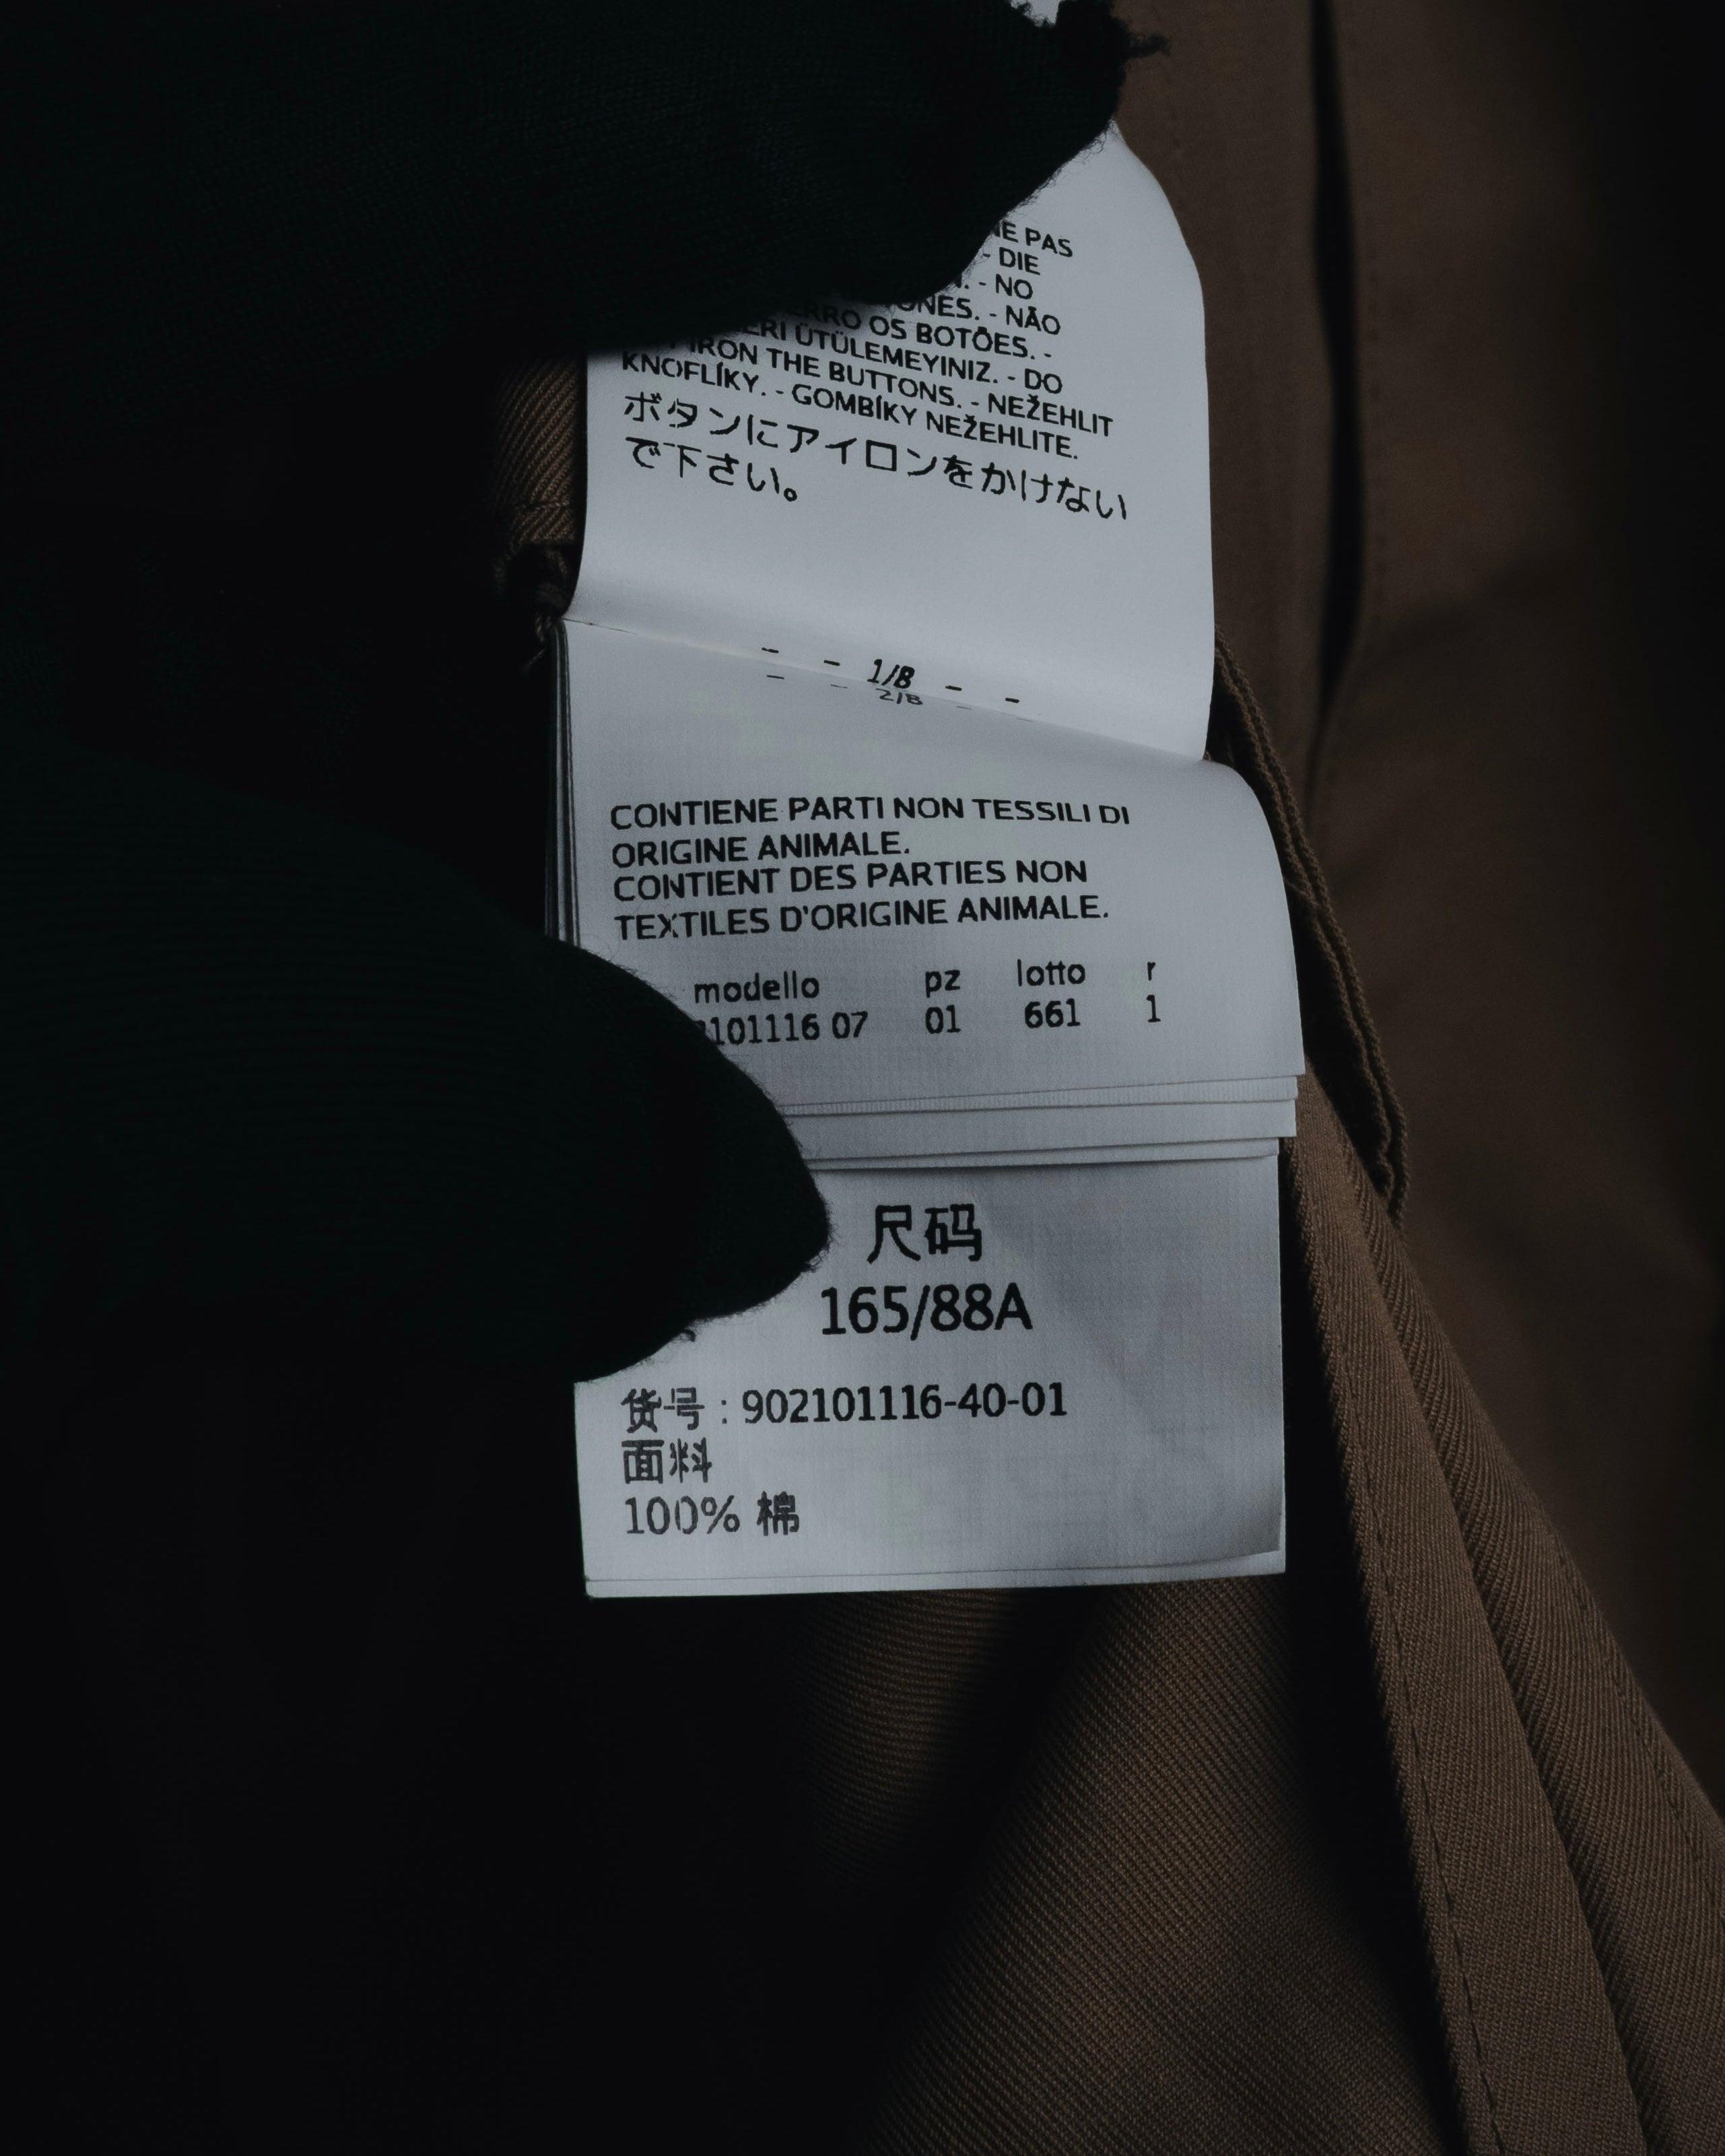 NE PAS
- DIE
. - NO
ONES. - NÃO
ERRO OS BOTÕES. -
ERI ÜTÜLEMEYINIZ. - DO
IRON THE BUTTONS. - NEŽEHLIT
KNOFLÍKY. - GOMBÍKY NEŽEHLITE.
ボタンにアイロンをかけない
で下さい。
- - 1/B - -
- - 2/B - -
CONTIENE PARTI NON TESSILI DI
ORIGINE ANIMALE.
CONTIENT DES PARTIES NON
TEXTILES D'ORIGINE ANIMALE.
modello pz lotto r
101116 07 01 661 1
尺码
165/88A
货号 : 902101116-40-01
面料
100% 棉